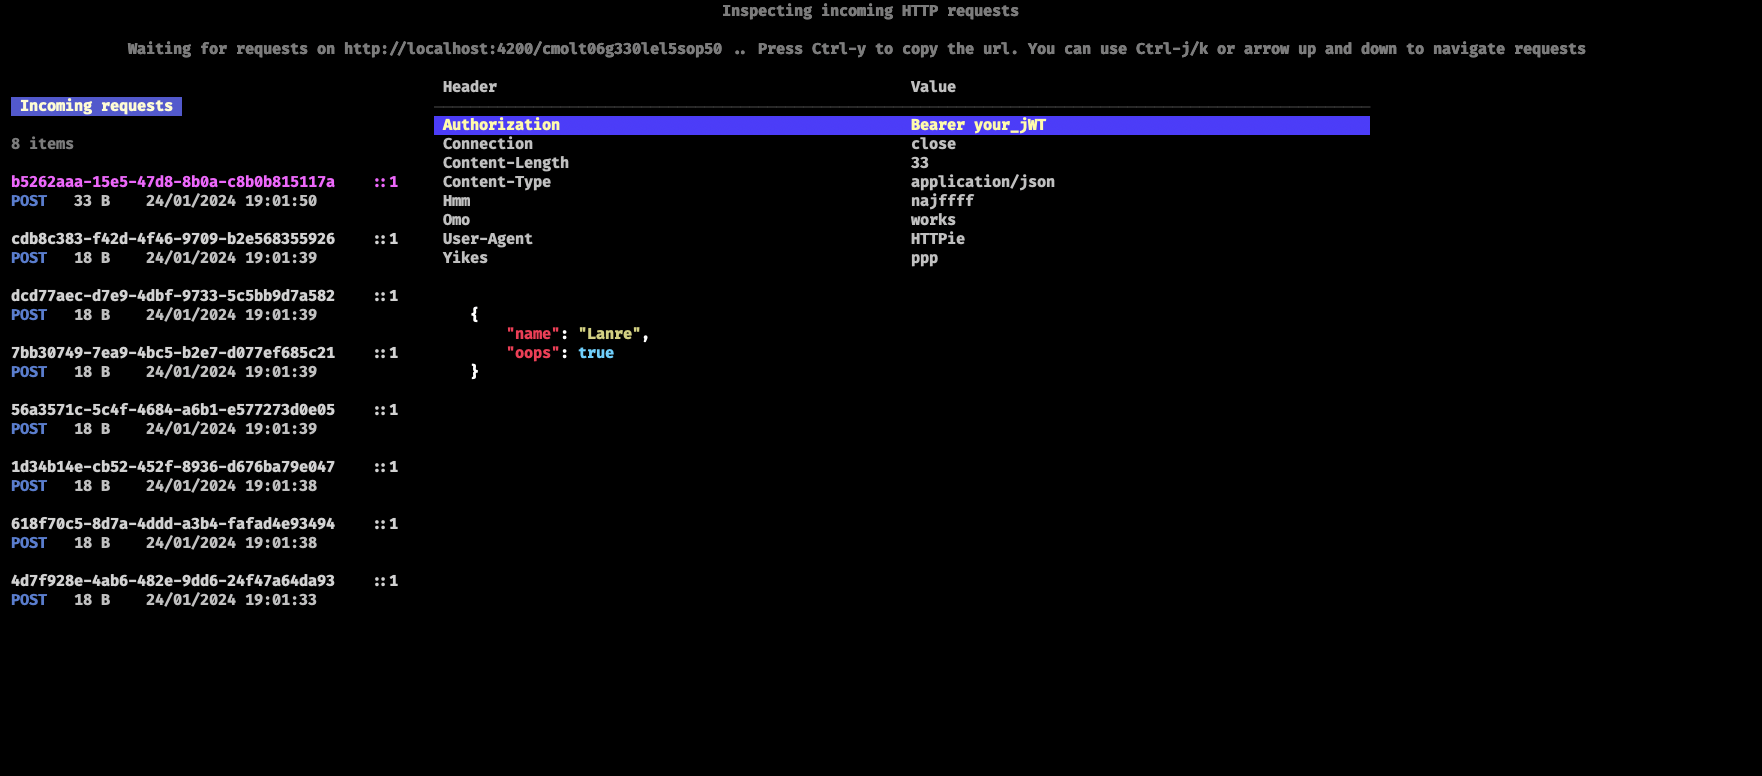 Inspecting incoming HTTP requests
Waiting for requests on http://localhost:4200/cmolt06g330lel5sop50 .. Press Ctrl-y to copy the url. You can use Ctrl-j/k or arrow up and down to navigate requests
Incoming requests
8 items
b5262aaa-15e5-47d8-8b0a-c8b0b815117a ::1
POST 33 B 24/01/2024 19:01:50
cdb8c383-f42d-4f46-9709-b2e568355926 ::1
POST 18 B 24/01/2024 19:01:39
dcd77aec-d7e9-4dbf-9733-5c5bb9d7a582 ::1
POST 18 B 24/01/2024 19:01:39
7bb30749-7ea9-4bc5-b2e7-d077ef685c21 ::1
POST 18 B 24/01/2024 19:01:39
56a3571c-5c4f-4684-a6b1-e577273d0e05 ::1
POST 18 B 24/01/2024 19:01:39
1d34b14e-cb52-452f-8936-d676ba79e047 ::1
POST 18 B 24/01/2024 19:01:38
618f70c5-8d7a-4ddd-a3b4-fafad4e93494 ::1
POST 18 B 24/01/2024 19:01:38
4d7f928e-4ab6-482e-9dd6-24f47a64da93 ::1
POST 18 B 24/01/2024 19:01:33
Header Value
Authorization Bearer your_jWT
Connection close
Content-Length 33
Content-Type application/json
Hmm najffff
Omo works
User-Agent HTTPie
Yikes ppp
{
"name": "Lanre",
"oops": true
}